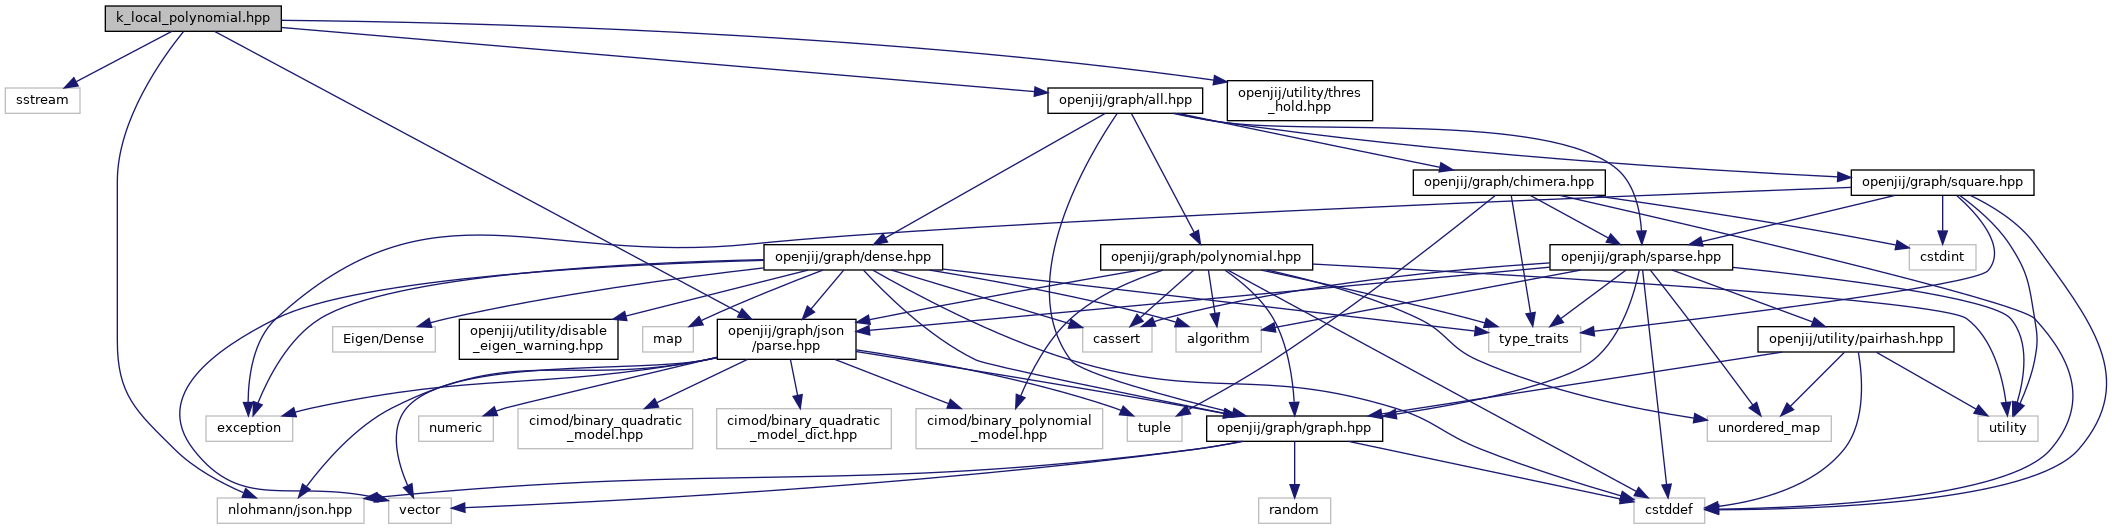 k_local_polynomial.hpp
sstream
openjij/graph/all.hpp
openjij/utility/thres
_hold.hpp
openjij/graph/chimera.hpp
openjij/graph/square.hpp
openjij/graph/dense.hpp
openjij/graph/polynomial.hpp
openjij/graph/sparse.hpp
cstdint
Eigen/Dense
openjij/utility/disable
_eigen_warning.hpp
map
openjij/graph/json
/parse.hpp
cassert
algorithm
type_traits
openjij/utility/pairhash.hpp
exception
numeric
cimod/binary_quadratic
_model.hpp
cimod/binary_quadratic
_model_dict.hpp
cimod/binary_polynomial
_model.hpp
tuple
openjij/graph/graph.hpp
unordered_map
utility
nlohmann/json.hpp
vector
random
cstddef